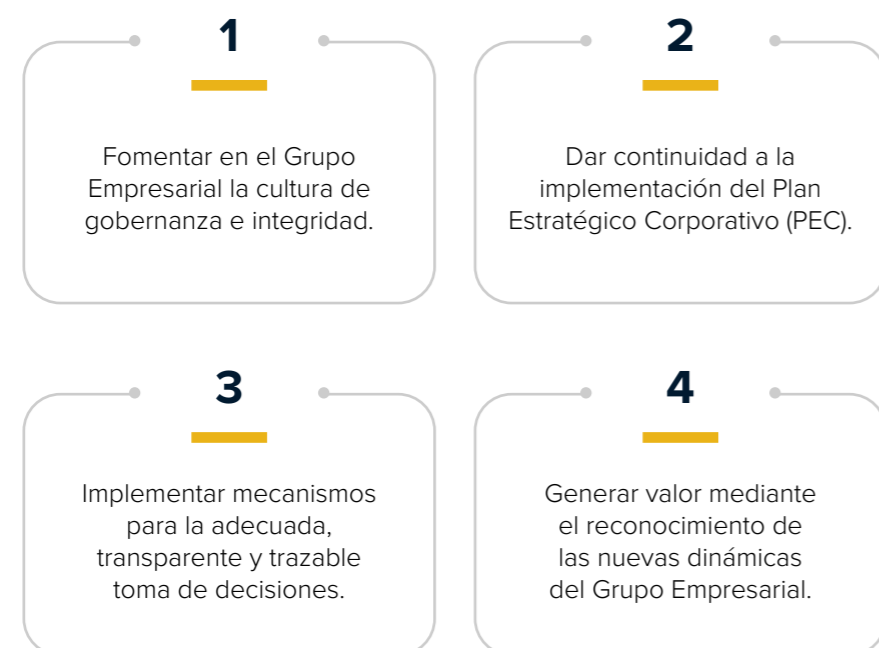 1
Fomentar en el Grupo
Empresarial la cultura de
gobernanza e integridad.
2
Dar continuidad a la
implementación del Plan
Estratégico Corporativo (PEC).
3
Implementar mecanismos
para la adecuada,
transparente y trazable
toma de decisiones.
4
Generar valor mediante
el reconocimiento de
las nuevas dinámicas
del Grupo Empresarial.